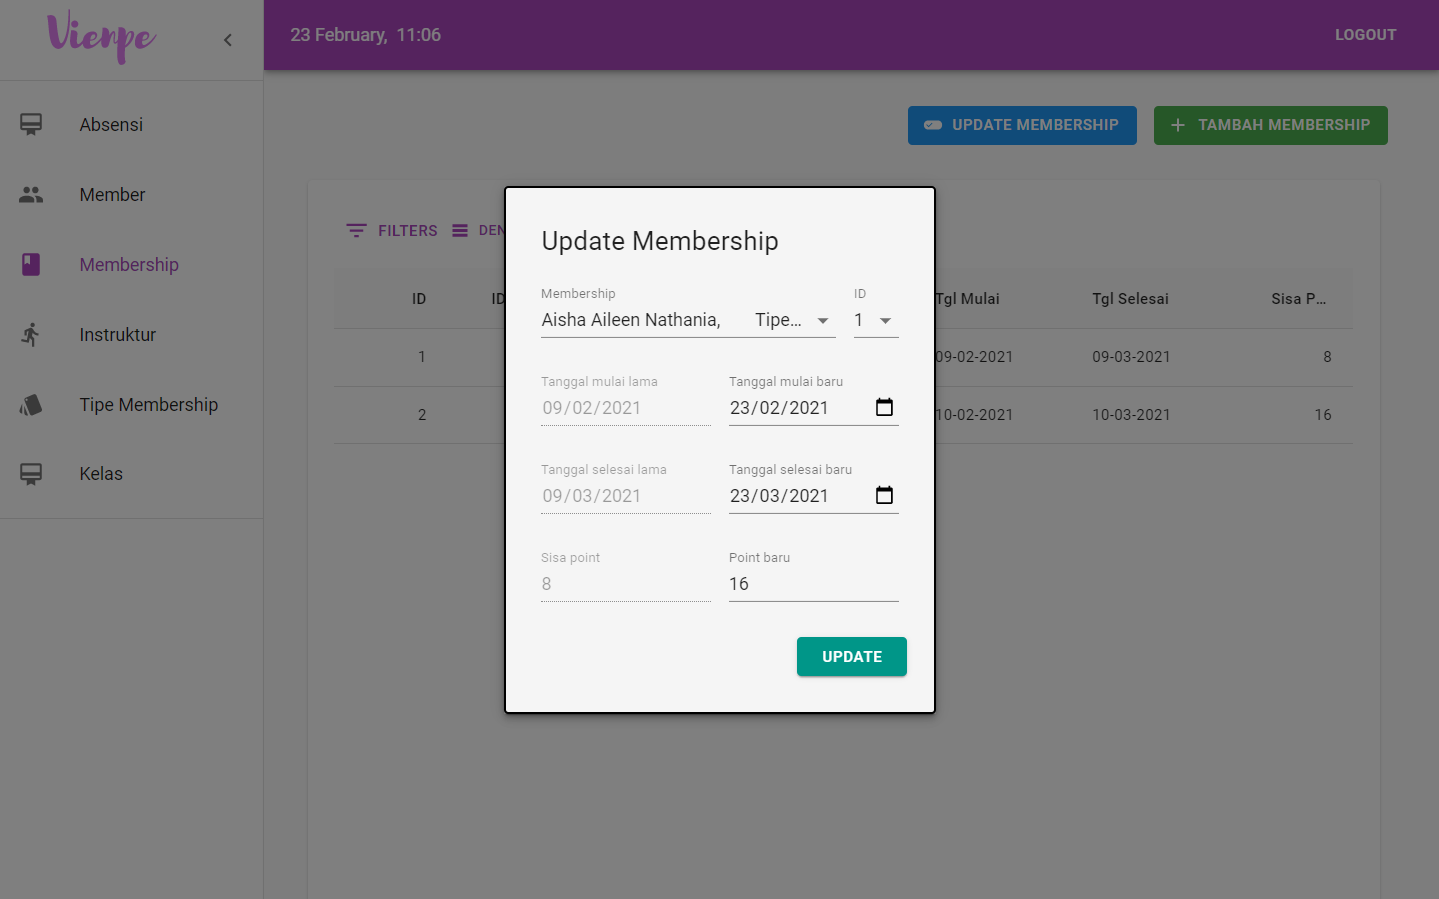 Vienpe
23 February, 11:06
LOGOUT
Absensi
Member
Membership
Instruktur
Tipe Membership
Kelas
UPDATE MEMBERSHIP
TAMBAH MEMBERSHIP
FILTERS
ID
Tgl Mulai
Tgl Selesai
Sisa P...
1
09-02-2021
09-03-2021
8
2
10-02-2021
10-03-2021
16
Update Membership
Membership
ID
Aisha Aileen Nathania, Tipe...
1
Tanggal mulai lama
Tanggal mulai baru
09/02/2021
23/02/2021
Tanggal selesai lama
Tanggal selesai baru
09/03/2021
23/03/2021
Sisa point
Point baru
8
16
UPDATE